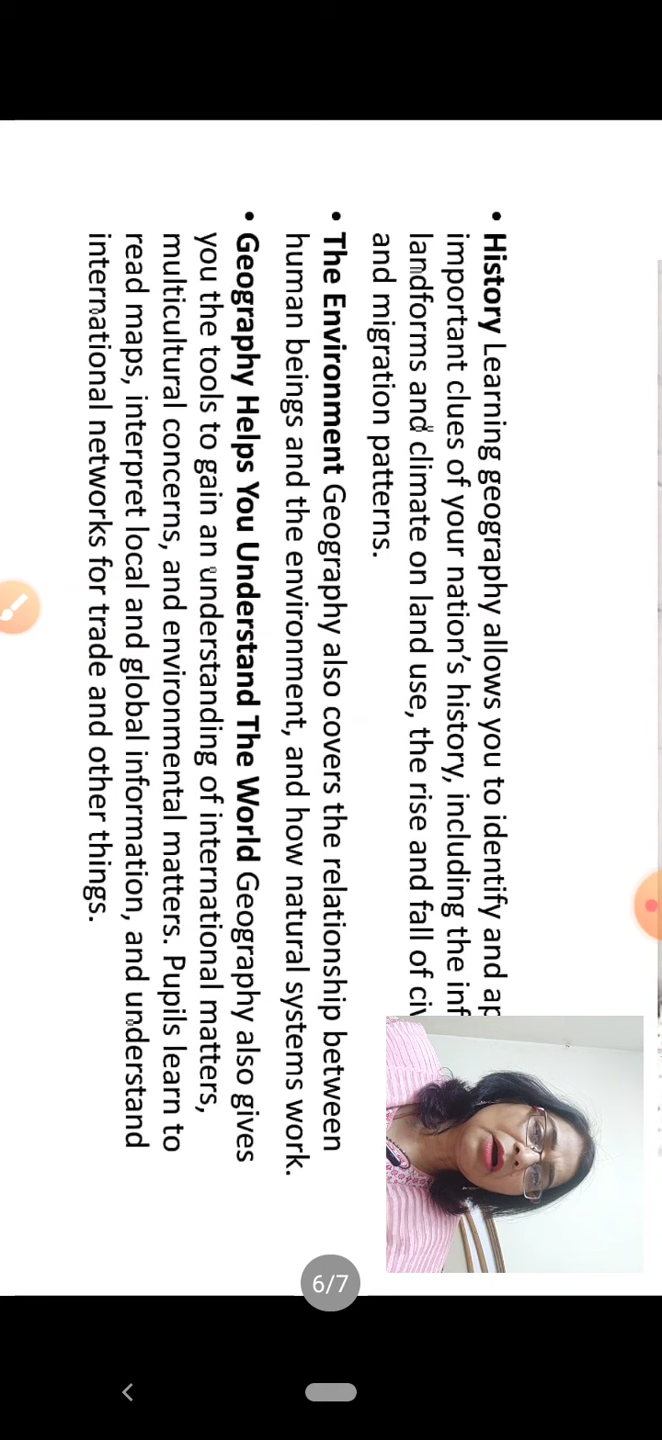 • History Learning geography allows you to identify and
important clues of your nation's history, including the
landforms and climate on land use, the rise and fall of
and migration patterns.
• The Environment Geography also covers the relationship between
human beings and the environment, and how natural systems work.
• Geography Helps You Understand The World Geography also gives
you the tools to gain an understanding of international matters,
multicultural concerns, and environmental matters. Pupils learn to
read maps, interpret local and global information, and understand
international networks for trade and other things.
6/7